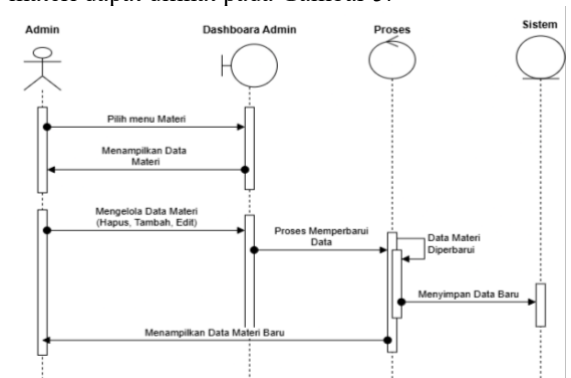 materi dapat dilihat pada Gambar 5.
Admin
Dashboara Admin
Proses
Sistem
Pilih menu Materi
Menampilkan Data
Materi
Mengelola Data Materi
(Hapus, Tambah, Edit)
Proses Memperbarui
Data
Data Materi
Diperbarui
Menyimpan Data Baru
Menampilkan Data Materi Baru